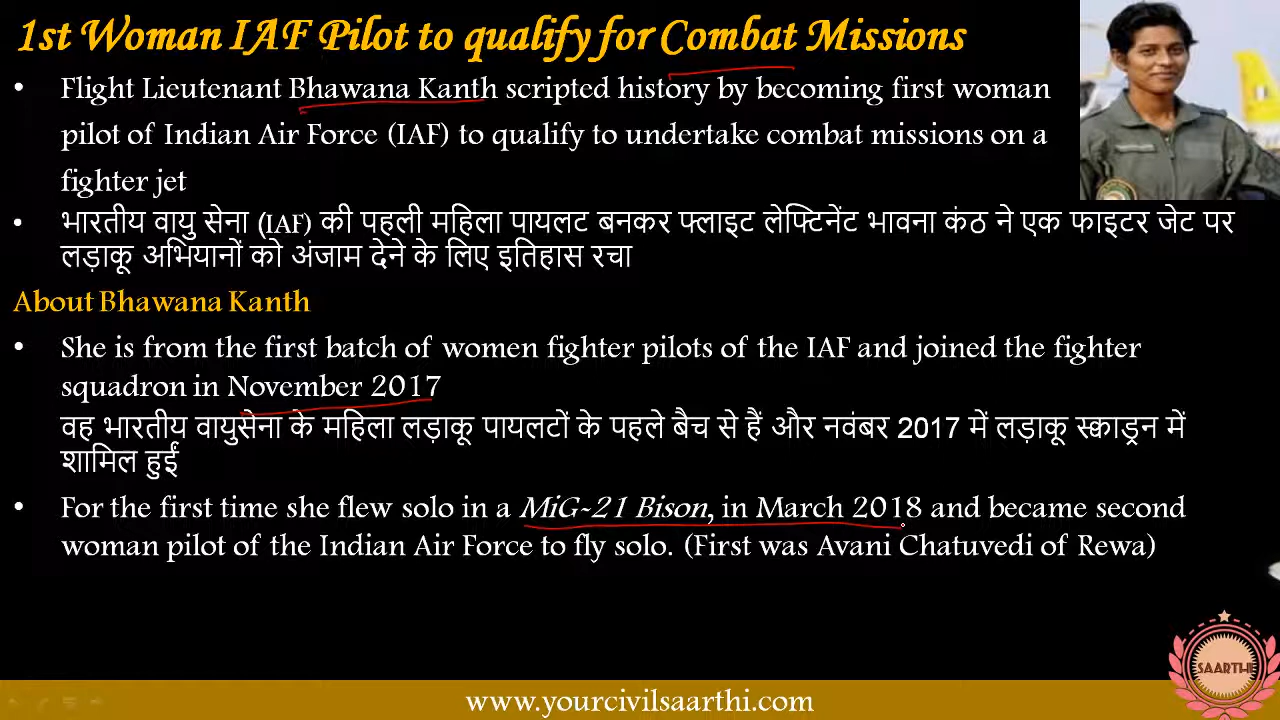 1st Woman IAF Pilot to qualify for Combat Missions
• Flight Lieutenant Bhawana Kanth scripted history by becoming first woman
pilot of Indian Air Force (IAF) to qualify to undertake combat missions on a
fighter jet
• भारतीय वायु सेना (IAF) की पहली महिला पायलट बनकर फ्लाइट लेफ्टिनेंट भावना कंठ ने एक फाइटर जेट पर
लड़ाकू अभियानों को अंजाम देने के लिए इतिहास रचा
About Bhawana Kanth
• She is from the first batch of women fighter pilots of the IAF and joined the fighter
squadron in November 2017
वह भारतीय वायुसेना के महिला लड़ाकू पायलटों के पहले बैच से हैं और नवंबर 2017 में लड़ाकू स्क्वाड्रन में
शामिल हुईं
• For the first time she flew solo in a MiG-21 Bison, in March 2018 and became second
woman pilot of the Indian Air Force to fly solo. (First was Avani Chatuvedi of Rewa)
SAARTHI
www.yourcivilsaarthi.com